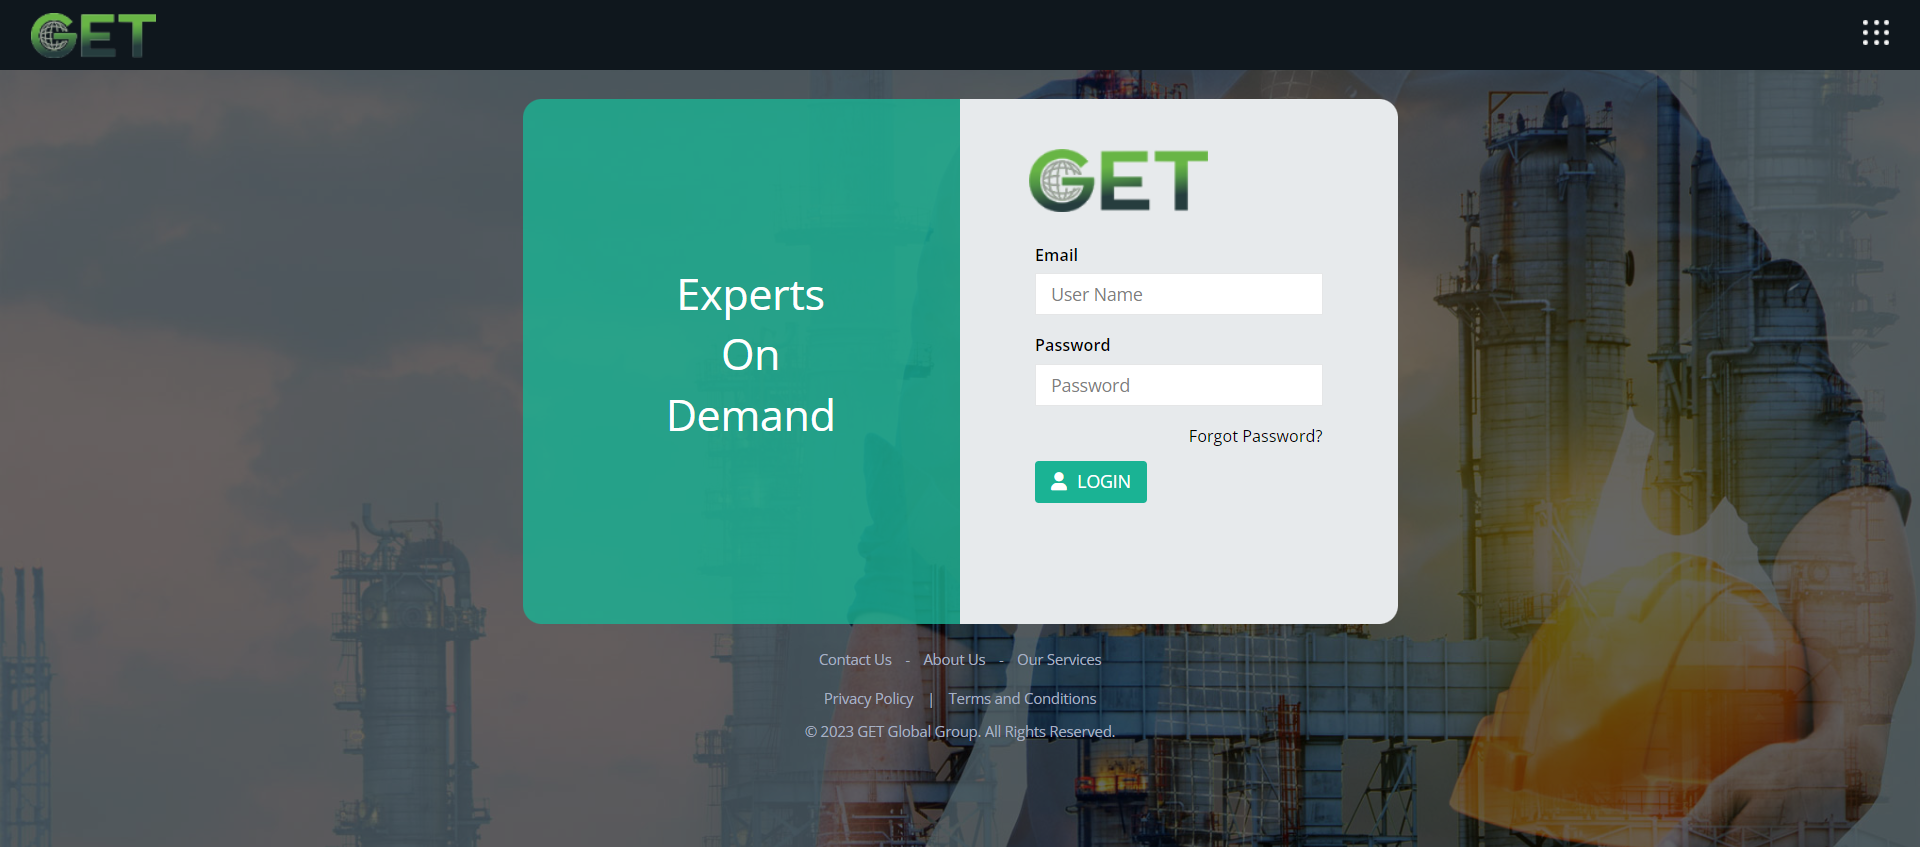 GET
Experts
On
Demand
GET
Email
User Name
Password
Password
Forgot Password?
LOGIN
Contact Us - About Us - Our Services
Privacy Policy | Terms and Conditions
© 2023 GET Global Group. All Rights Reserved.